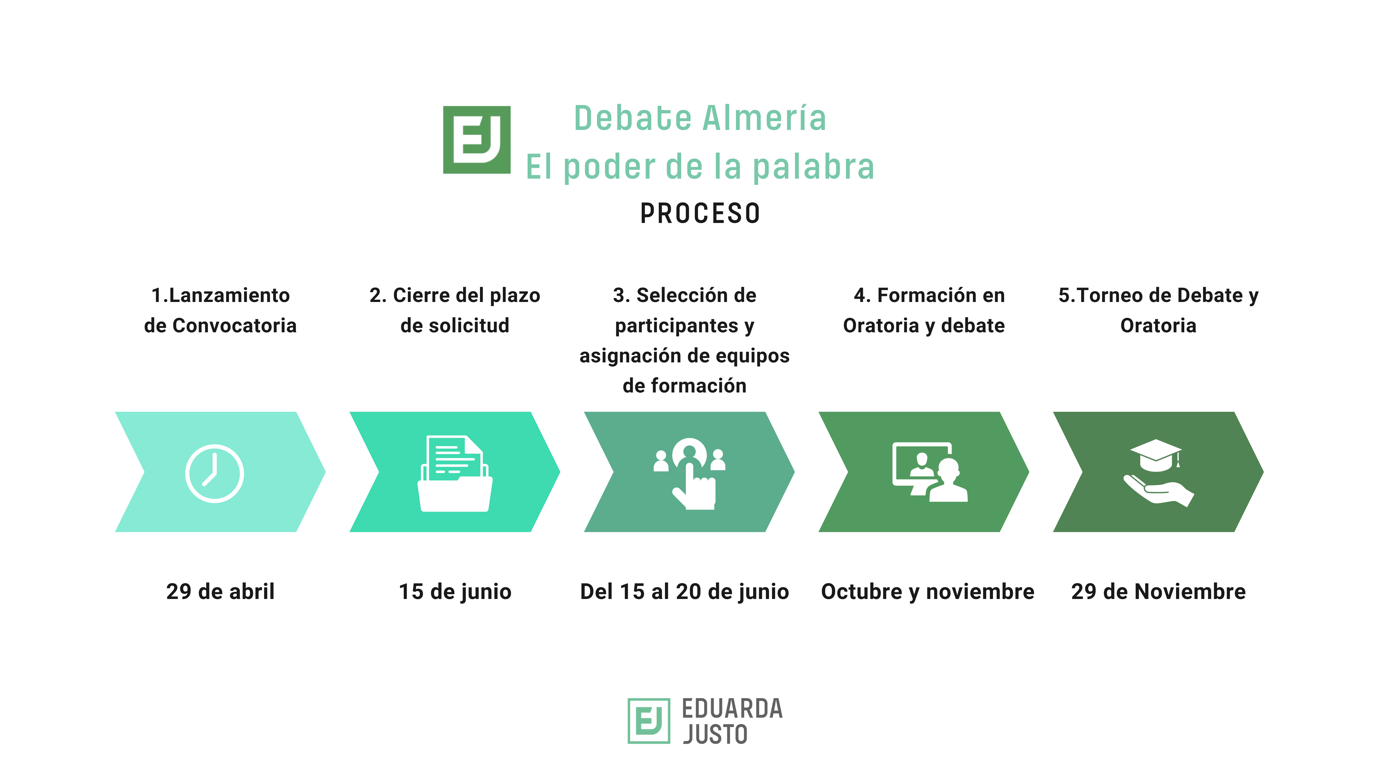 EJ
Debate Almería
El poder de la palabra
PROCESO
1.Lanzamiento
de Convocatoria
2. Cierre del plazo
de solicitud
3. Selección de
participantes y
asignación de equipos
de formación
4. Formación en
Oratoria y debate
5.Torneo de Debate y
Oratoria
29 de abril
15 de junio
Del 15 al 20 de junio
Octubre y noviembre
29 de Noviembre
EJ
EDUARDA
JUSTO